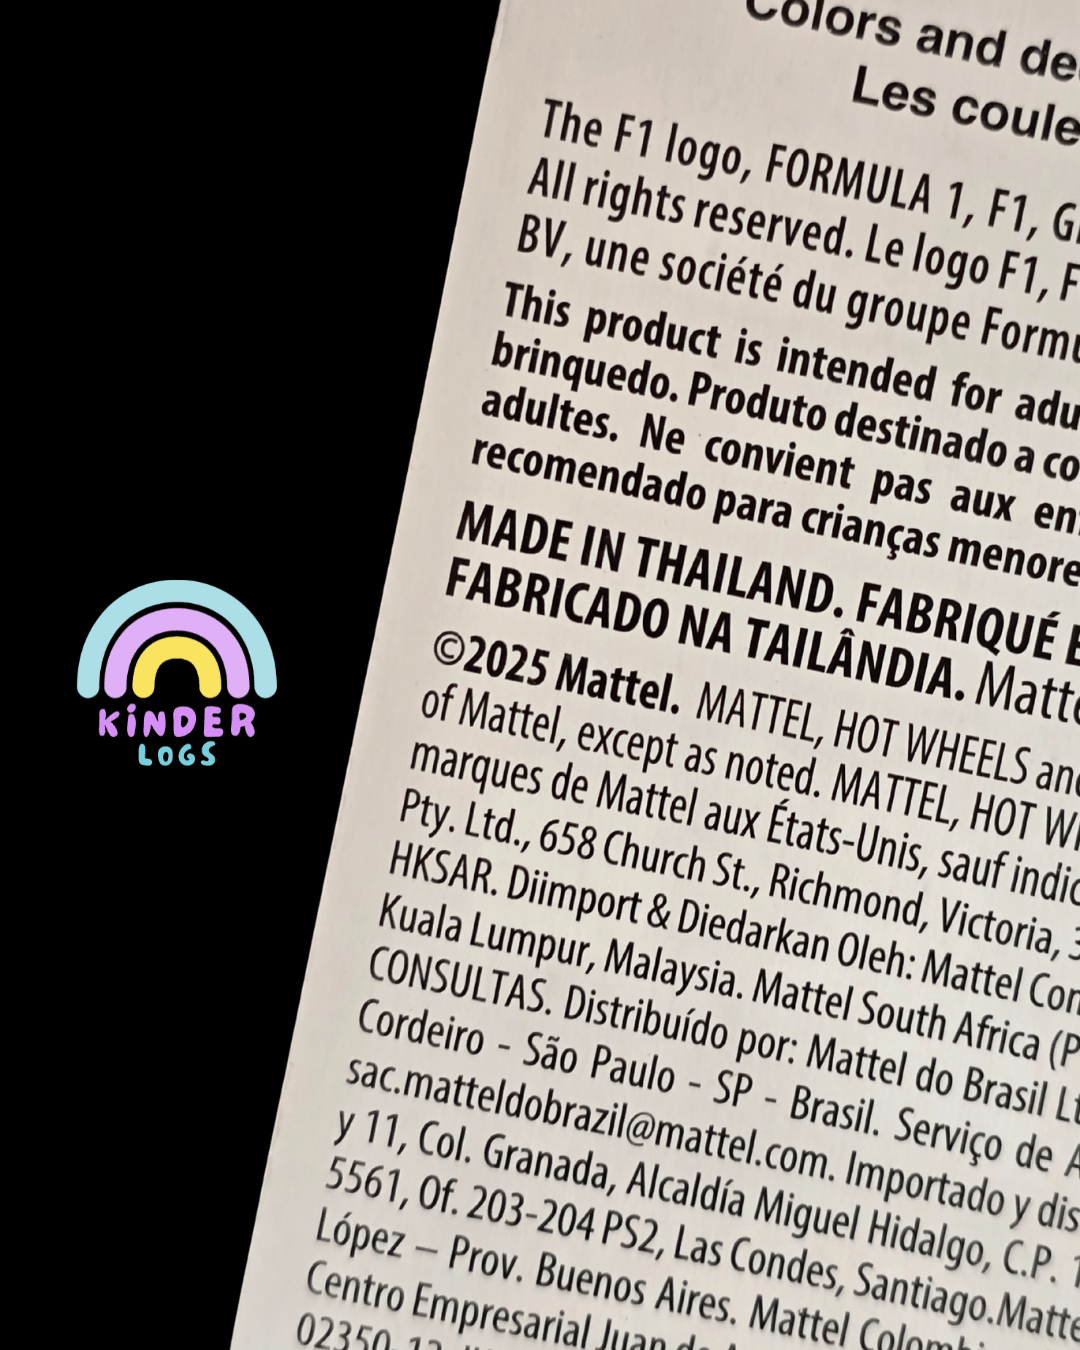 Colors and
Les
The F1 logo, FORMULA 1, F1,
All rights reserved. Le logo F1,
BV, une société du groupe
This product is intended for
brinquedo. Produto destinado a
adultes. Ne convient pas aux
recomendado para crianças
MADE IN THAILAND. FABRIQUÉ
FABRICADO NA TAILÂNDIA.
©2025 Mattel. MATTEL, HOT WHEELS
of Mattel, except as noted. MATTEL, HOT
marques de Mattel aux États-Unis, sauf
Pty. Ltd., 658 Church St., Richmond, Victoria,
HKSAR. Diimport & Diedarkan Oleh: Mattel
Kuala Lumpur, Malaysia. Mattel South Africa
CONSULTAS. Distribuído por: Mattel do Brasil
Cordeiro - São Paulo - SP - Brasil. Serviço de
sac.matteldobrazil@mattel.com. Importado y
y 11, Col. Granada, Alcaldía Miguel Hidalgo, C.P.
5561, Of. 203-204 PS2, Las Condes, Santiago.
López – Prov. Buenos Aires. Mattel
Centro Empresarial Juan de
02350
KiNDER
LOGS